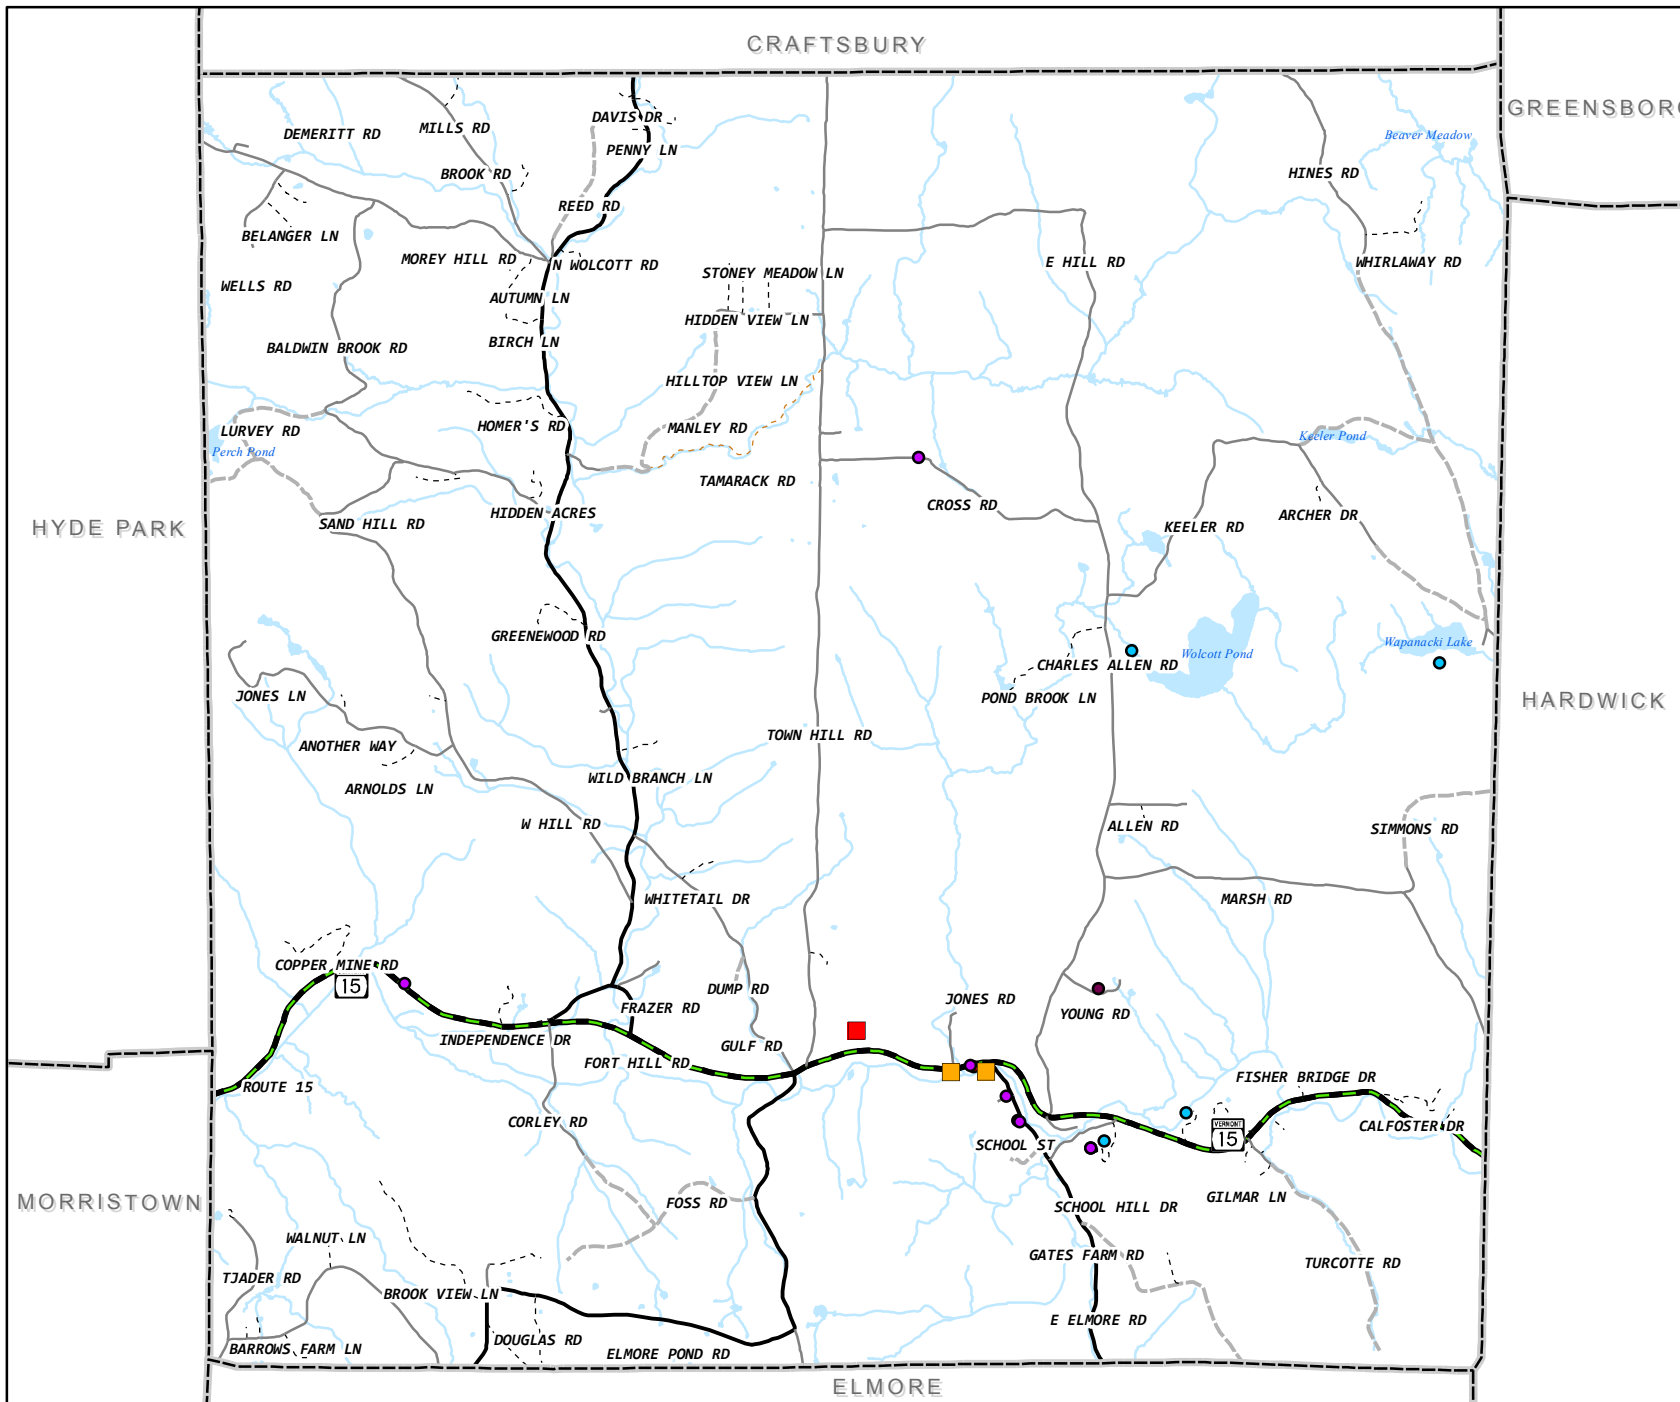 CRAFTSBURY
GREENSBORO
DAVIS DR
DEMERITT RD
MILLS RD
Beaver Meadow
PENNY LN
BROOK RD
HINES RD
REED RD
BELANGER LN
MOREY HILL RD
N WOLCOTT RD
E HILL RD
WHIRLAWAY RD
STONEY MEADOW LN
WELLS RD
AUTUMN LN
HIDDEN VIEW LN
BIRCH LN
BALDWIN BROOK RD
HILLTOP VIEW LN
HOMER'S RD
MANLEY RD
LURVEY RD
Keeler Pond
Perch Pond
TAMARACK RD
CROSS RD
HIDDEN ACRES
ARCHER DR
SAND HILL RD
KEELER RD
HYDE PARK
GREENEWOOD RD
Wapanacki Lake
Wolcott Pond
CHARLES ALLEN RD
JONES LN
POND BROOK LN
HARDWICK
TOWN HILL RD
ANOTHER WAY
WILD BRANCH LN
ARNOLDS LN
W HILL RD
ALLEN RD
SIMMONS RD
WHITETAIL DR
MARSH RD
COPPER MINE RD
15
DUMP RD
JONES RD
FRAZER RD
YOUNG RD
INDEPENDENCE DR
GULF RD
FORT HILL RD
FISHER BRIDGE DR
ROUTE 15
CORLEY RD
VERMONT
15
CALFOSTER DR
SCHOOL ST
MORRISTOWN
FOSS RD
GILMAR LN
SCHOOL HILL DR
WALNUT LN
GATES FARM RD
TURCOTTE RD
TJADER RD
BROOK VIEW LN
E ELMORE RD
DOUGLAS RD
BARROWS FARM LN
ELMORE POND RD
ELMORE